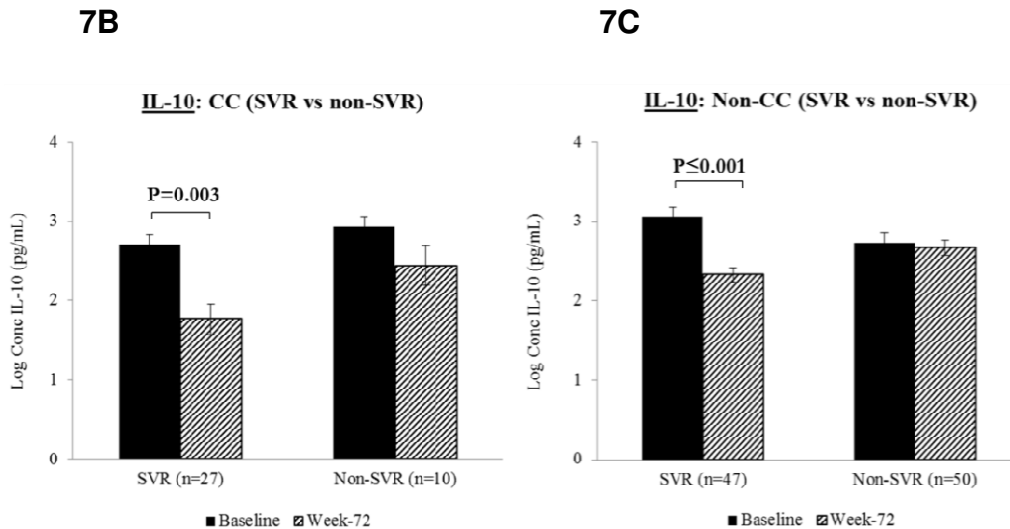 7B
IL-10: CC (SVR vs non-SVR)
4
3
2
1
0
Log Conc IL-10 (pg/mL)
P=0.003
SVR (n=27)
Non-SVR (n=10)
Baseline
Week-72
7C
IL-10: Non-CC (SVR vs non-SVR)
4
3
2
1
0
Log Conc IL-10 (pg/mL)
P≤0.001
SVR (n=47)
Non-SVR (n=50)
Baseline
Week-72